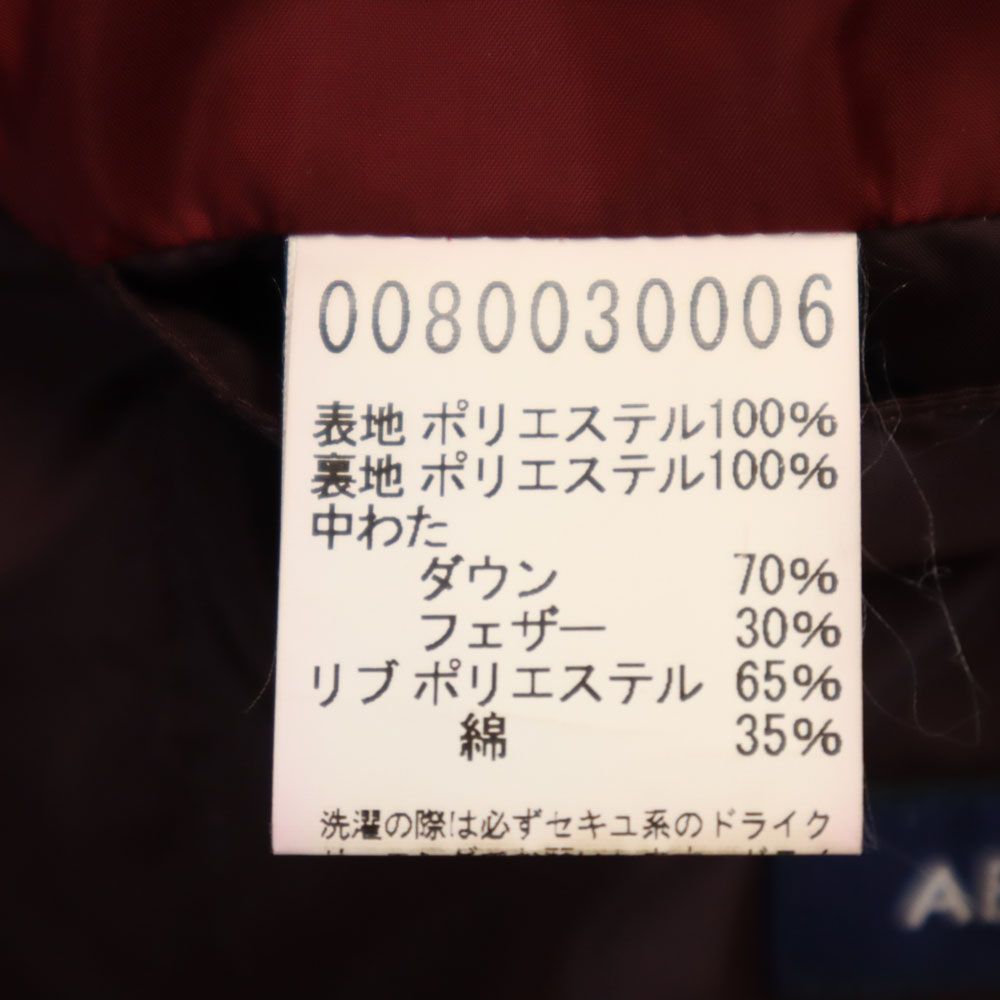 0080030006
表地 ポリエステル100%
裏地 ポリエステル100%
中わた
ダウン 70%
フェザー 30%
リブ ポリエステル 65%
綿 35%
洗濯の際は必ずセキユ系のドライク